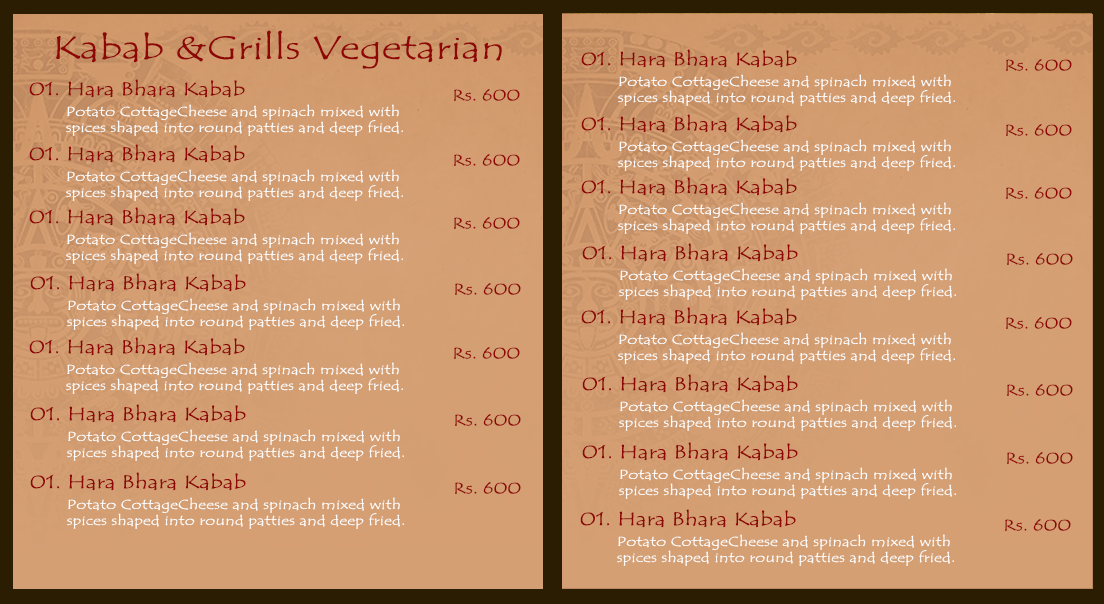 Kabab &Grills Vegetarian
01. Hara Bhara Kabab
Rs. 600
Potato CottageCheese and spinach mixed with
spices shaped into round patties and deep fried.
01. Hara Bhara Kabab
Rs. 600
Potato CottageCheese and spinach mixed with
spices shaped into round patties and deep fried.
01. Hara Bhara Kabab
Rs. 600
Potato CottageCheese and spinach mixed with
spices shaped into round patties and deep fried.
01. Hara Bhara Kabab
Rs. 600
Potato CottageCheese and spinach mixed with
spices shaped into round patties and deep fried.
01. Hara Bhara Kabab
Rs. 600
Potato CottageCheese and spinach mixed with
spices shaped into round patties and deep fried.
01. Hara Bhara Kabab
Rs. 600
Potato CottageCheese and spinach mixed with
spices shaped into round patties and deep fried.
01. Hara Bhara Kabab
Rs. 600
Potato CottageCheese and spinach mixed with
spices shaped into round patties and deep fried.
01. Hara Bhara Kabab
Rs. 600
Potato CottageCheese and spinach mixed with
spices shaped into round patties and deep fried.
01. Hara Bhara Kabab
Rs. 600
Potato CottageCheese and spinach mixed with
spices shaped into round patties and deep fried.
01. Hara Bhara Kabab
Rs. 600
Potato CottageCheese and spinach mixed with
spices shaped into round patties and deep fried.
01. Hara Bhara Kabab
Rs. 600
Potato CottageCheese and spinach mixed with
spices shaped into round patties and deep fried.
01. Hara Bhara Kabab
Rs. 600
Potato CottageCheese and spinach mixed with
spices shaped into round patties and deep fried.
01. Hara Bhara Kabab
Rs. 600
Potato CottageCheese and spinach mixed with
spices shaped into round patties and deep fried.
01. Hara Bhara Kabab
Rs. 600
Potato CottageCheese and spinach mixed with
spices shaped into round patties and deep fried.
01. Hara Bhara Kabab
Rs. 600
Potato CottageCheese and spinach mixed with
spices shaped into round patties and deep fried.